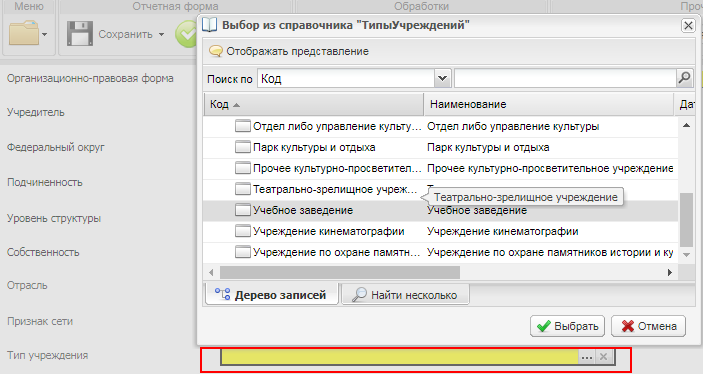 Меню
Отчетная форма
Обработки
Сохранить
Организационно-правовая форма
Учредитель
Федеральный округ
Подчиненность
Уровень структуры
Собственность
Отрасль
Признак сети
Тип учреждения
Выбор из справочника "ТипыУчреждений"
Отображать представление
Поиск по Код
Код Наименование Дат
Отдел либо управление культу... Отдел либо управление культуры
Парк культуры и отдыха Парк культуры и отдыха
Прочее культурно-просветител... Прочее культурно-просветительное учреждение
Театрально-зрелищное учреж...
Театрально-зрелищное учреждение
Учебное заведение Учебное заведение
Учреждение кинематографии Учреждение кинематографии
Учреждение по охране памятн... Учреждение по охране памятников истории и ку
Дерево записей Найти несколько
Выбрать Отмена
...